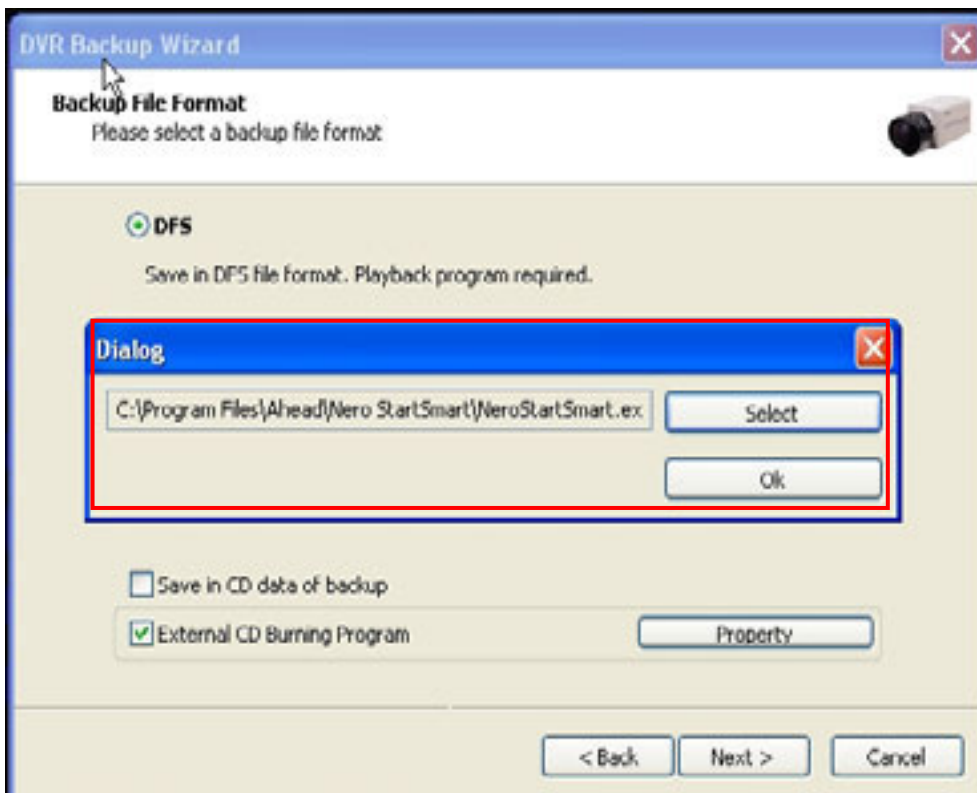 DVR Backup Wizard
Backup File Format
Please select a backup file format
DFS
Save in DFS file format. Playback program required.
Dialog
C:\Program Files\Ahead\Nero StartSmart\NeroStartSmart.ex
Select
Ok
Save in CD data of backup
External CD Burning Program
Property
< Back
Next >
Cancel